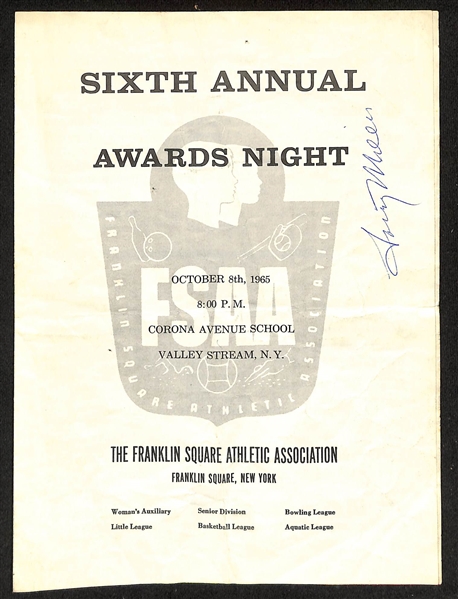 SIXTH ANNUAL
AWARDS NIGHT
FRANKLIN SQUARE ATHLETIC ASSOCIATION
FSAA
OCTOBER 8th, 1965
8:00 P. M.
CORONA AVENUE SCHOOL
VALLEY STREAM, N. Y.
THE FRANKLIN SQUARE ATHLETIC ASSOCIATION
FRANKLIN SQUARE, NEW YORK
Woman's Auxiliary Senior Division Bowling League
Little League Basketball League Aquatic League